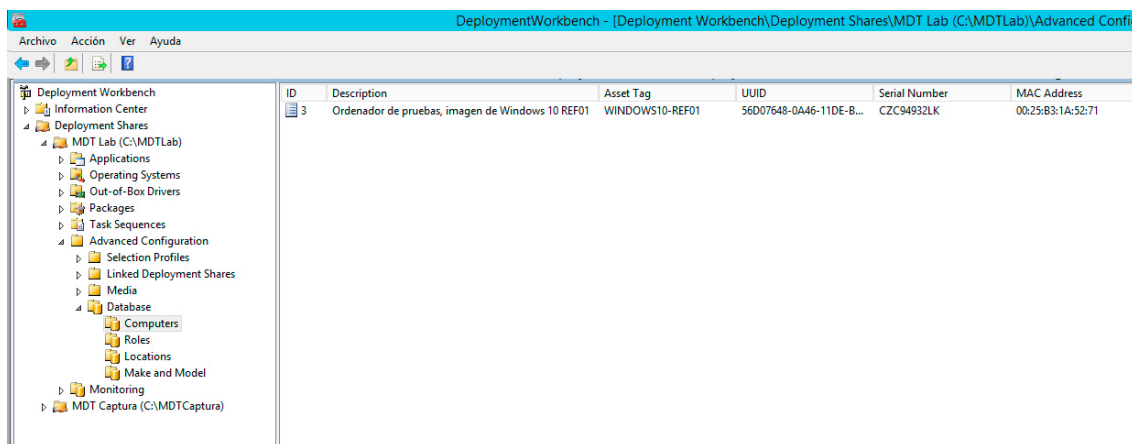 DeploymentWorkbench - [Deployment Workbench\Deployment Shares\MDT Lab (C:\MDTLab)\Advanced Confi
Archivo Acción Ver Ayuda
Deployment Workbench
Information Center
Deployment Shares
MDT Lab (C:\MDTLab)
Applications
Operating Systems
Out-of-Box Drivers
Packages
Task Sequences
Advanced Configuration
Selection Profiles
Linked Deployment Shares
Media
Database
Computers
Roles
Locations
Make and Model
Monitoring
MDT Captura (C:\MDTCaptura)
ID Description Asset Tag UUID Serial Number MAC Address
3 Ordenador de pruebas, imagen de Windows 10 REF01 WINDOWS10-REF01 56D07648-0A46-11DE-B... CZC94932LK 00:25:B3:1A:52:71